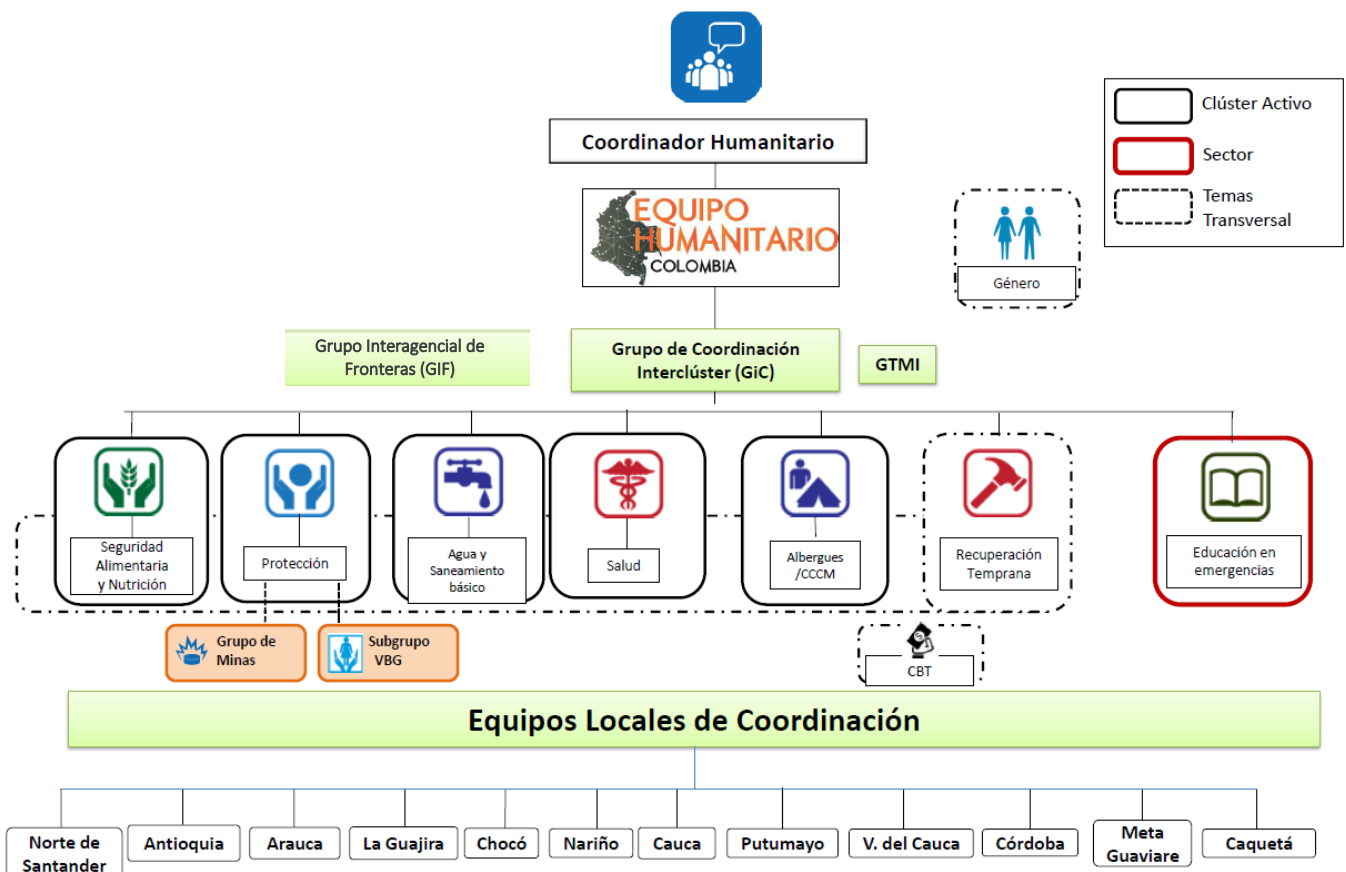 Coordinador Humanitario
EQUIPO
HUMANITARIO
COLOMBIA
Clúster Activo
Sector
Temas
Transversal
Género
Grupo Interagencial de
Fronteras (GIF)
Grupo de Coordinación
Interclúster (GiC)
GTMI
Seguridad
Alimentaria
y Nutrición
Protección
Agua y
Saneamiento
básico
Salud
Albergues
/CCCM
Recuperación
Temprana
Educación en
emergencias
Grupo de
Minas
Subgrupo
VBG
CBT
Equipos Locales de Coordinación
Norte de
Santander
Antioquia
Arauca
La Guajira
Chocó
Nariño
Cauca
Putumayo
V. del Cauca
Córdoba
Meta
Guaviare
Caquetá